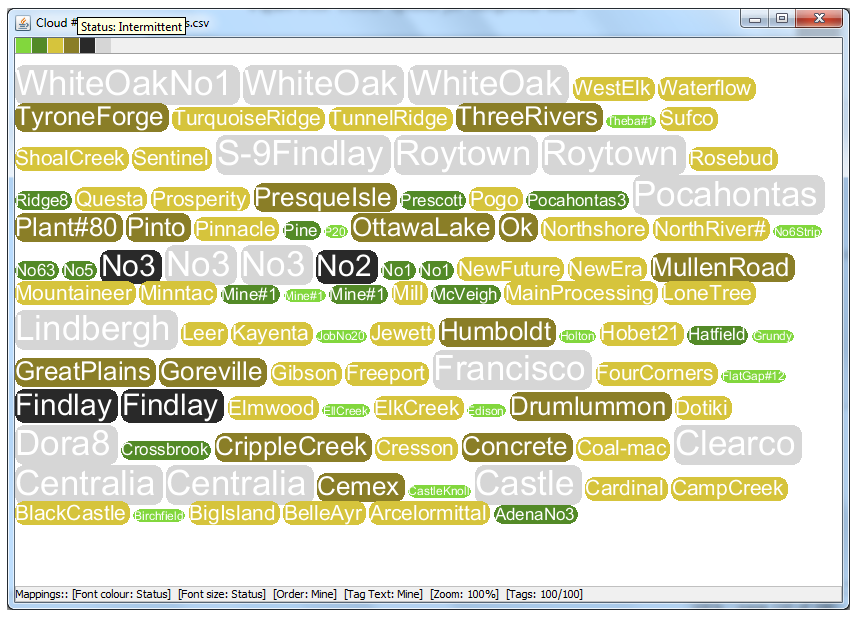 Cloud # s.csv
Status: Intermittent
WhiteOakNo1 WhiteOak WhiteOak WestElk Waterflow
TyroneForge TurquoiseRidge TunnelRidge ThreeRivers Theba#1 Sufco
ShoalCreek Sentinel S-9Findlay Roytown Roytown Rosebud
Ridge8 Questa Prosperity PresqueIsle Prescott Pogo Pocahontas3 Pocahontas
Plant#80 Pinto Pinnacle Pine P20 OttawaLake Ok Northshore NorthRiver# No6Strip
No63 No5 No3 No3 No3 No2 No1 No1 NewFuture NewEra MullenRoad
Mountaineer Minntac Mine#1 Mine#1 Mine#1 Mill McVeigh MainProcessing LoneTree
Lindbergh Leer Kayenta JobNo20 Jewett Humboldt Holton Hobet21 Hatfield Grundy
GreatPlains Goreville Gibson Freeport Francisco FourCorners FlatGap#12
Findlay Findlay Elmwood EllCreek ElkCreek Edison Drumlummon Dotiki
Dora8 Crossbrook CrippleCreek Cresson Concrete Coal-mac Clearco
Centralia Centralia Cemex CastleKnoll Castle Cardinal CampCreek
BlackCastle Birchfield BigIsland BelleAyr Arcelormittal AdenaNo3
Mappings:: [Font colour: Status] [Font size: Status] [Order: Mine] [Tag Text: Mine] [Zoom: 100%] [Tags: 100/100]